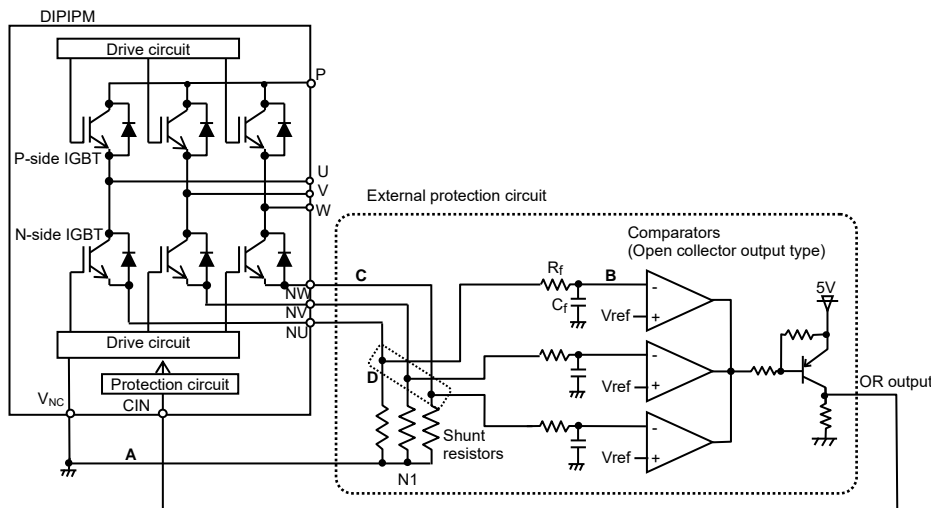 DIPIPM
Drive circuit
P
P-side IGBT
U
V
W
N-side IGBT
NW
NV
NU
Drive circuit
Protection circuit
VNC
CIN
A
External protection circuit
Comparators
(Open collector output type)
C
Rf
B
Cf
Vref
-
+
5V
D
Vref
-
+
OR output
Shunt
resistors
Vref
-
+
N1